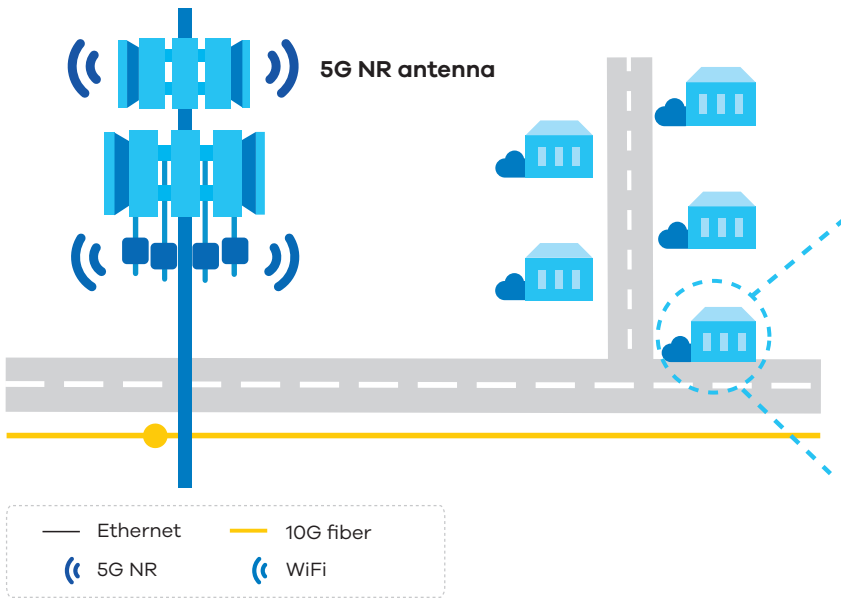 5G NR antenna
Ethernet
10G fiber
5G NR
WiFi